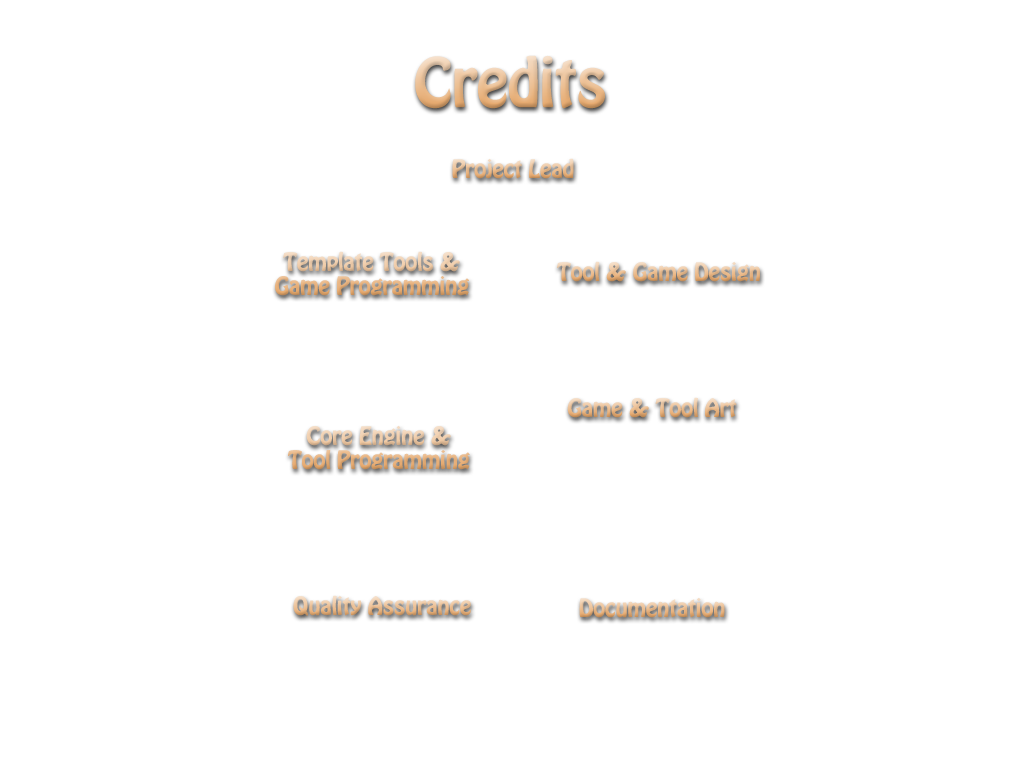 Credits
Project Lead
Template Tools &
Game Programming
Tool & Game Design
Game & Tool Art
Core Engine &
Tool Programming
Quality Assurance
Documentation